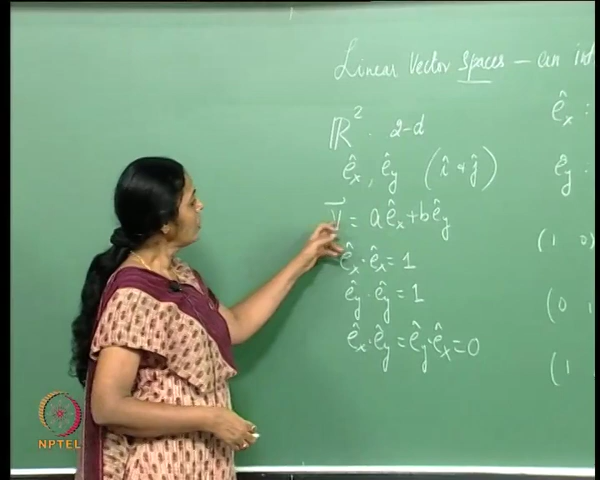 Linear Vector Spaces – an int
ℝ² . 2-d
ê_x, ê_y (î & ĵ)
V⃗ = aê_x + bê_y
ê_x · ê_x = 1
ê_y · ê_y = 1
ê_x · ê_y = ê_y · ê_x = 0
ê_x :
ê_y :
(1 0)
(0 1
(1
NPTEL